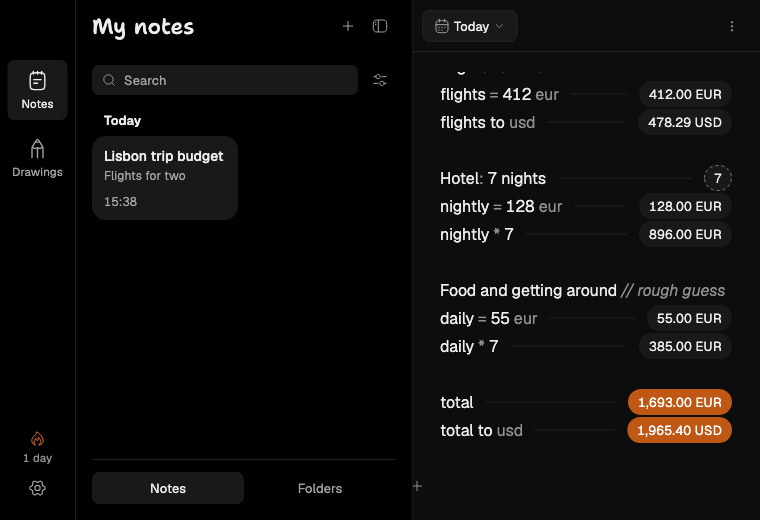 My notes
Search
Today
Lisbon trip budget
Flights for two
15:38
Notes
Drawings
1 day
Notes
Folders
Today
flights = 412 eur 412.00 EUR
flights to usd 478.29 USD
Hotel: 7 nights 7
nightly = 128 eur 128.00 EUR
nightly * 7 896.00 EUR
Food and getting around // rough guess
daily = 55 eur 55.00 EUR
daily * 7 385.00 EUR
total 1,693.00 EUR
total to usd 1,965.40 USD